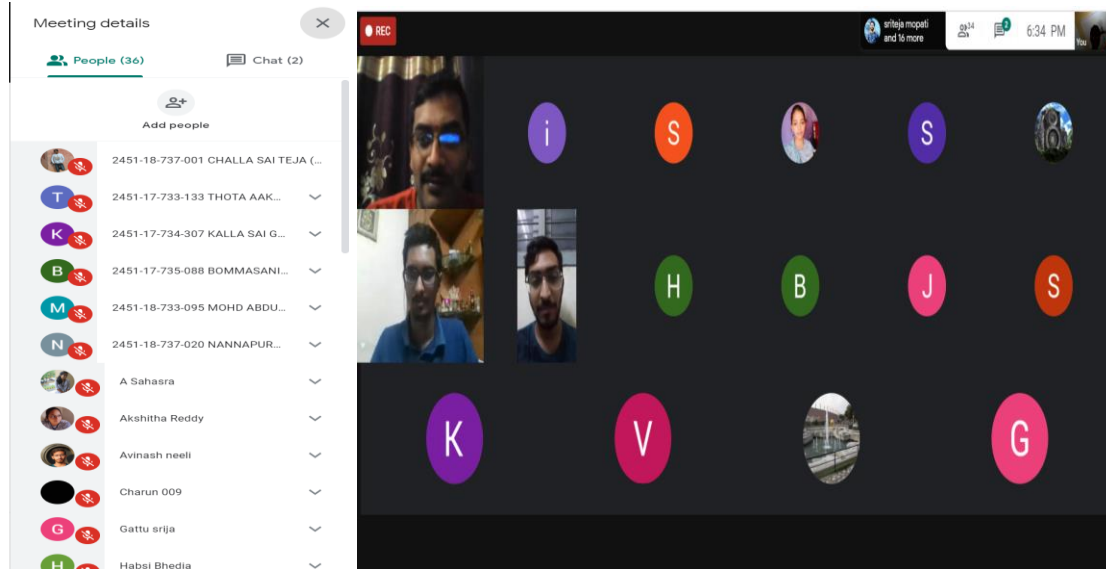 Meeting details
People (36)
Chat (2)
Add people
2451-18-737-001 CHALLA SAI TEJA (...
T
2451-17-733-133 THOTA AAK...
K
2451-17-734-307 KALLA SAI G...
B
2451-17-735-088 BOMMASANI...
M
2451-18-733-095 MOHD ABDU...
N
2451-18-737-020 NANNAPUR...
A Sahasra
Akshitha Reddy
Avinash neeli
Charun 009
G
Gattu srija
H
Habsi Bhedia
REC
sriteja mopati
and 16 more
34
2
6:34 PM
You
i
S
S
H
B
J
S
K
V
G